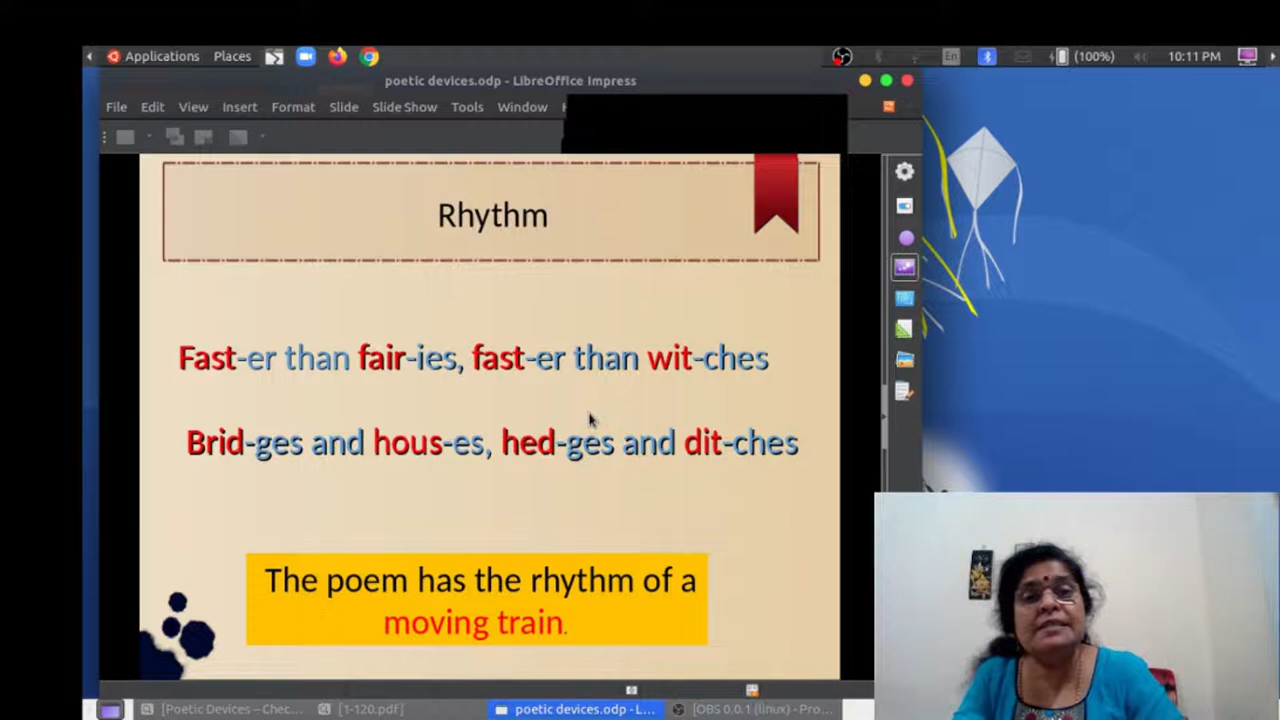 Applications Places En (100%) 10:11 PM
poetic devices.odp - LibreOffice Impress
File Edit View Insert Format Slide Slide Show Tools Window
Rhythm
Fast-er than fair-ies, fast-er than wit-ches
Brid-ges and hous-es, hed-ges and dit-ches
The poem has the rhythm of a
moving train.
[Poetic Devices – Chec... [1-120.pdf] poetic devices.odp - L... [OBS 0.0.1 (linux) - Pro...